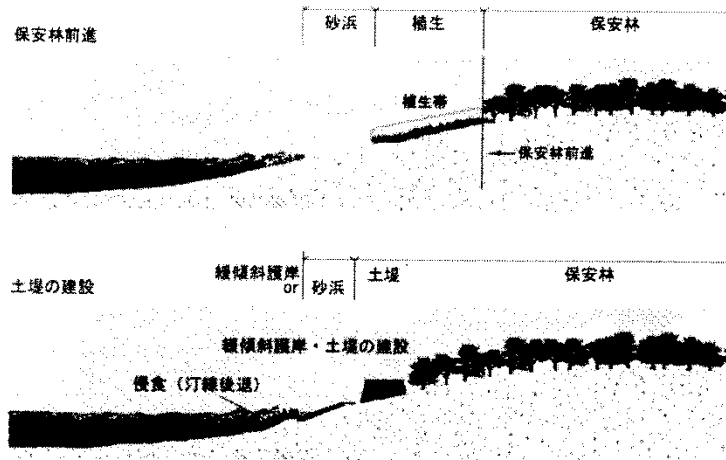 砂浜 植生 保安林
保安林前進
植生帯
保安林前進
緩傾斜護岸 土堤 保安林
or 砂浜
土堤の建設
緩傾斜護岸・土堤の建設
侵食（汀線後退）